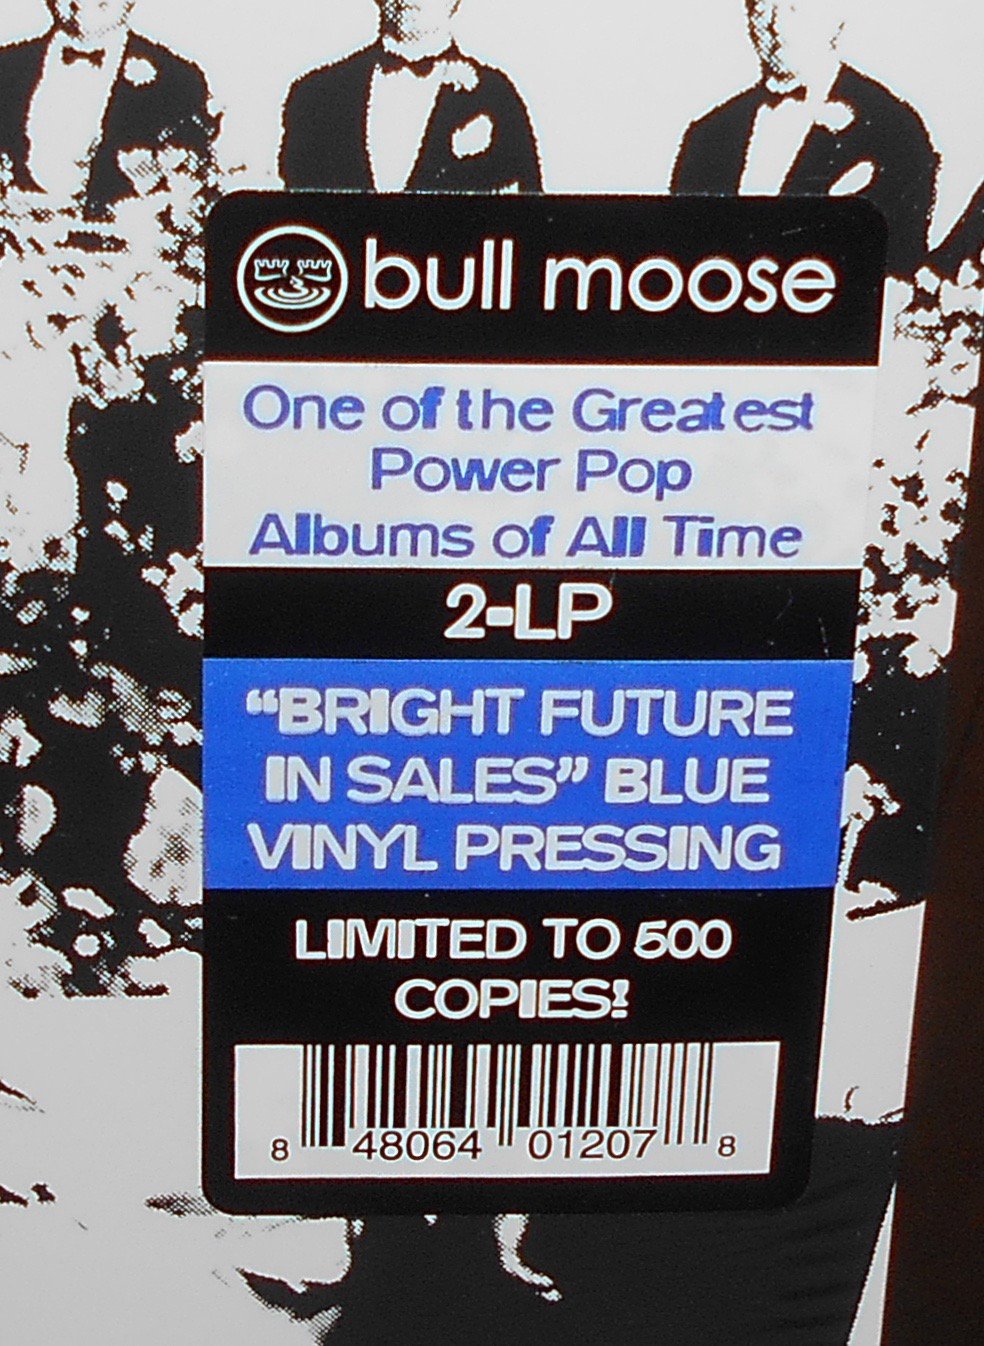 bull moose
One of the Greatest
Power Pop
Albums of All Time
2-LP
“BRIGHT FUTURE
IN SALES” BLUE
VINYL PRESSING
LIMITED TO 500
COPIES!
8 48064 01207 8